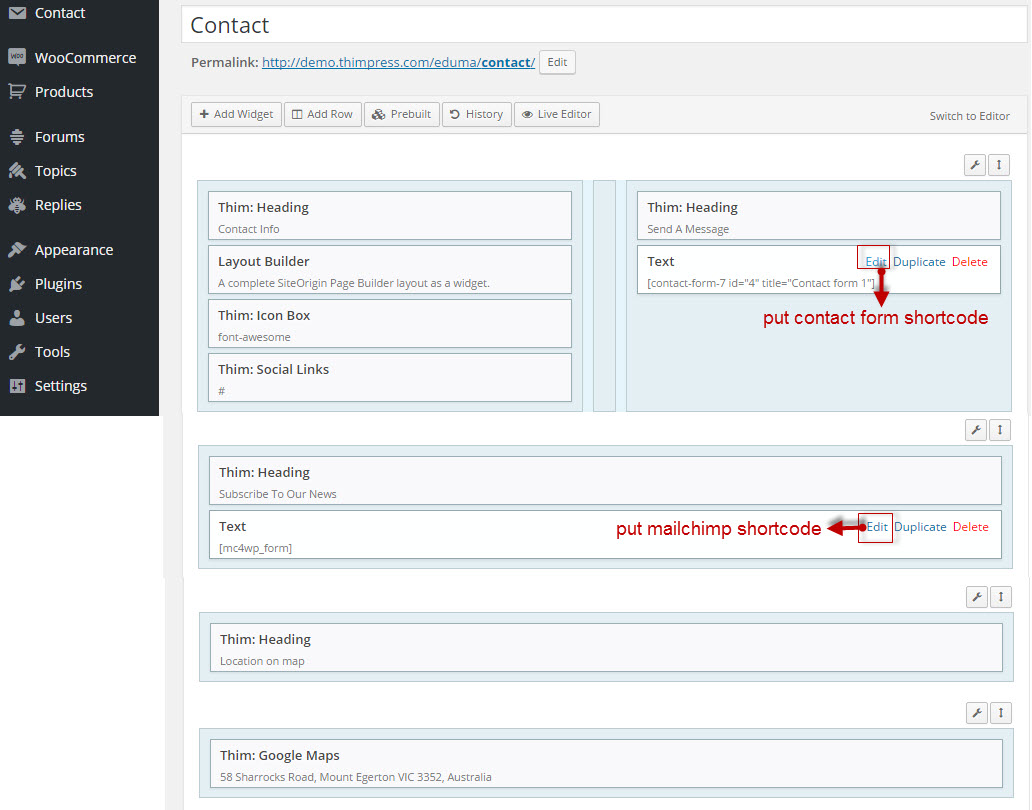 Contact
WOO
WooCommerce
Products
Forums
Topics
Replies
Appearance
Plugins
Users
Tools
Settings
Contact
Permalink: http://demo.thimpress.com/eduma/contact/ Edit
Add Widget Add Row Prebuilt History Live Editor Switch to Editor
Thim: Heading
Contact Info
Layout Builder
A complete SiteOrigin Page Builder layout as a widget.
Thim: Icon Box
font-awesome
Thim: Social Links
#
Thim: Heading
Send A Message
Text Edit Duplicate Delete
[contact-form-7 id="4" title="Contact form 1"]
put contact form shortcode
Thim: Heading
Subscribe To Our News
Text put mailchimp shortcode Edit Duplicate Delete
[mc4wp_form]
Thim: Heading
Location on map
Thim: Google Maps
58 Sharrocks Road, Mount Egerton VIC 3352, Australia